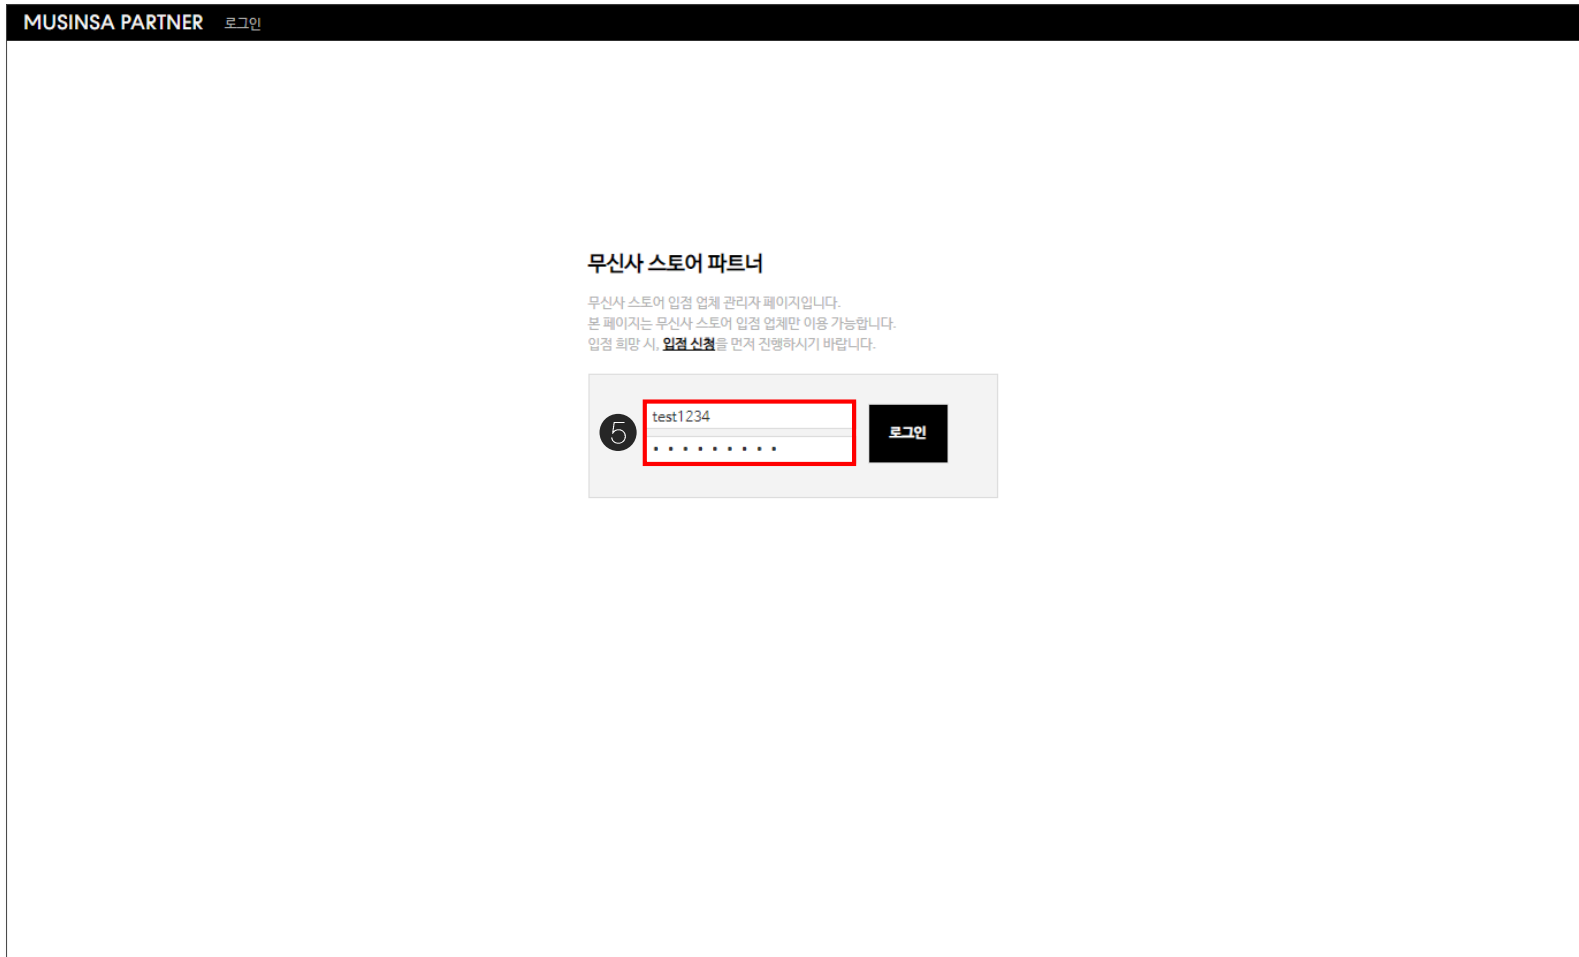 MUSINSA PARTNER 로그인
무신사 스토어 파트너
무신사 스토어 입점 업체 관리자 페이지입니다.
본 페이지는 무신사 스토어 입점 업체만 이용 가능합니다.
입점 희망 시, 입점 신청을 먼저 진행하시기 바랍니다.
5
test1234
• • • • • • • • •
로그인